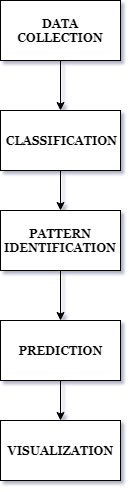 DATA
COLLECTION
CLASSIFICATION
PATTERN
IDENTIFICATION
PREDICTION
VISUALIZATION